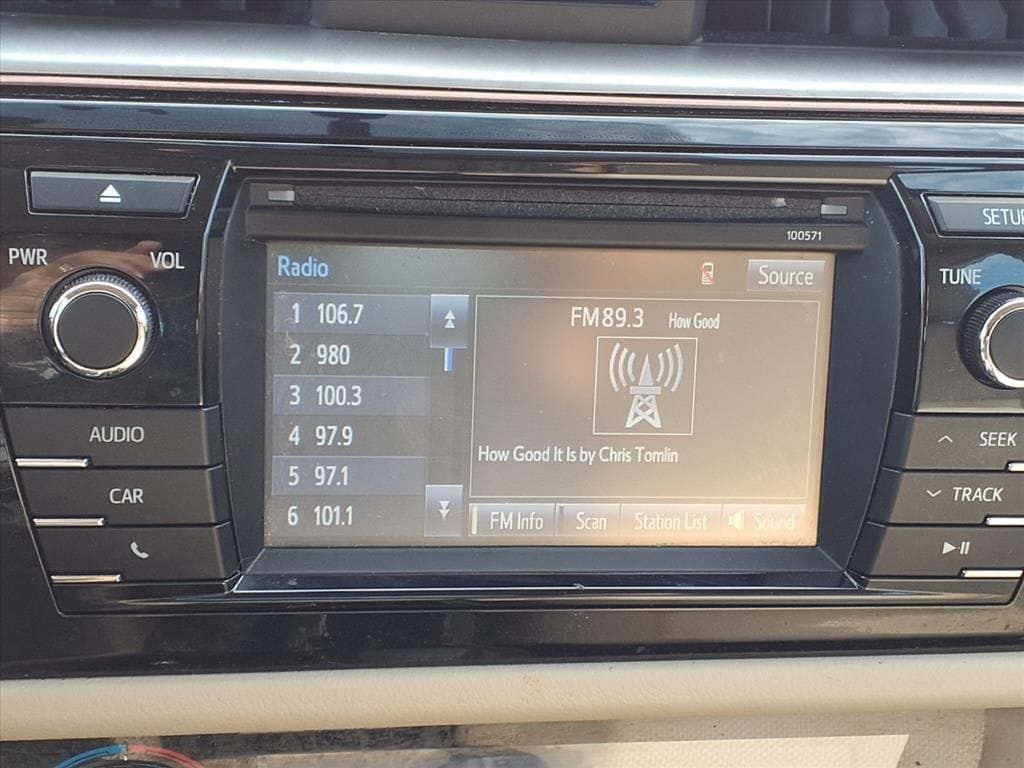 100571
SETUP
PWR
VOL
TUNE
Radio
Source
1 106.7
2 980
3 100.3
4 97.9
5 97.1
6 101.1
FM 89.3 How Good
How Good It Is by Chris Tomlin
FM Info
Scan
Station List
Sound
AUDIO
CAR
SEEK
TRACK